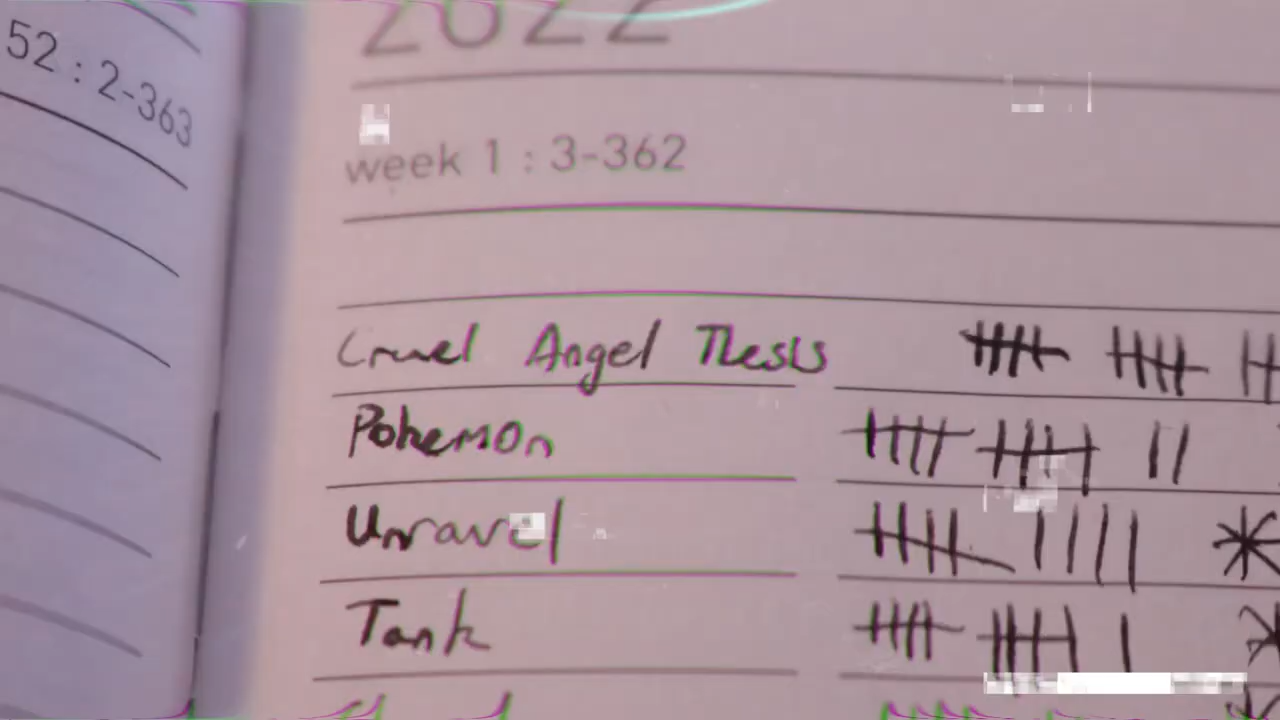 52 : 2-363
2022
week 1 : 3-362
Cruel Angel Thesis
Pokemon
Unravel
Tank